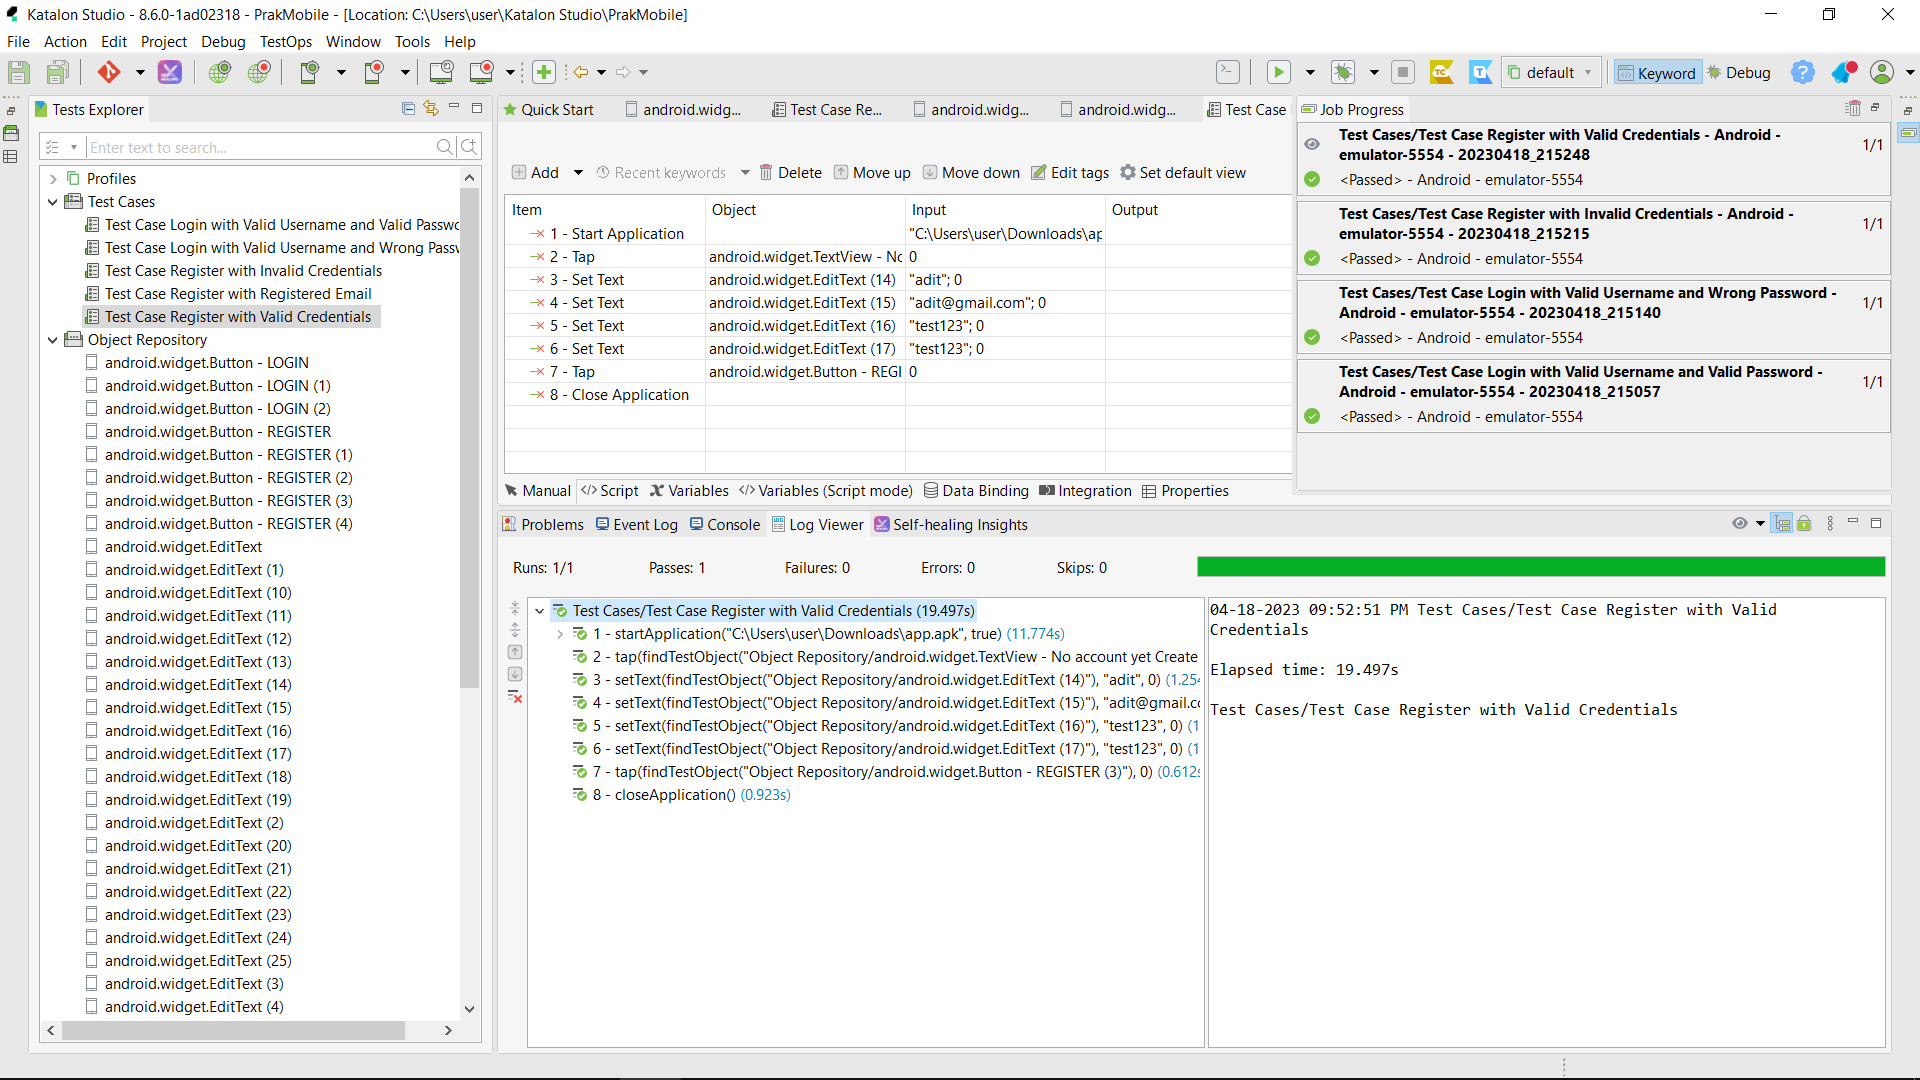 Katalon Studio - 8.6.0-1ad02318 - PrakMobile - [Location: C:\Users\user\Katalon Studio\PrakMobile]
File Action Edit Project Debug TestOps Window Tools Help
default Keyword Debug
Tests Explorer
Enter text to search...
Profiles
Test Cases
Test Case Login with Valid Username and Valid Passwo
Test Case Login with Valid Username and Wrong Passw
Test Case Register with Invalid Credentials
Test Case Register with Registered Email
Test Case Register with Valid Credentials
Object Repository
android.widget.Button - LOGIN
android.widget.Button - LOGIN (1)
android.widget.Button - LOGIN (2)
android.widget.Button - REGISTER
android.widget.Button - REGISTER (1)
android.widget.Button - REGISTER (2)
android.widget.Button - REGISTER (3)
android.widget.Button - REGISTER (4)
android.widget.EditText
android.widget.EditText (1)
android.widget.EditText (10)
android.widget.EditText (11)
android.widget.EditText (12)
android.widget.EditText (13)
android.widget.EditText (14)
android.widget.EditText (15)
android.widget.EditText (16)
android.widget.EditText (17)
android.widget.EditText (18)
android.widget.EditText (19)
android.widget.EditText (2)
android.widget.EditText (20)
android.widget.EditText (21)
android.widget.EditText (22)
android.widget.EditText (23)
android.widget.EditText (24)
android.widget.EditText (25)
android.widget.EditText (3)
android.widget.EditText (4)
Quick Start android.widg... Test Case Re... android.widg... android.widg... Test Case
Add Recent keywords Delete Move up Move down Edit tags Set default view
Item Object Input Output
1 - Start Application "C:\Users\user\Downloads\ap
2 - Tap android.widget.TextView - No 0
3 - Set Text android.widget.EditText (14) "adit"; 0
4 - Set Text android.widget.EditText (15) "adit@gmail.com"; 0
5 - Set Text android.widget.EditText (16) "test123"; 0
6 - Set Text android.widget.EditText (17) "test123"; 0
7 - Tap android.widget.Button - REGI 0
8 - Close Application
Manual Script Variables Variables (Script mode) Data Binding Integration Properties
Job Progress
Test Cases/Test Case Register with Valid Credentials - Android -
emulator-5554 - 20230418_215248
1/1
<Passed> - Android - emulator-5554
Test Cases/Test Case Register with Invalid Credentials - Android -
emulator-5554 - 20230418_215215
1/1
<Passed> - Android - emulator-5554
Test Cases/Test Case Login with Valid Username and Wrong Password -
Android - emulator-5554 - 20230418_215140
1/1
<Passed> - Android - emulator-5554
Test Cases/Test Case Login with Valid Username and Valid Password -
Android - emulator-5554 - 20230418_215057
1/1
<Passed> - Android - emulator-5554
Problems Event Log Console Log Viewer Self-healing Insights
Runs: 1/1 Passes: 1 Failures: 0 Errors: 0 Skips: 0
Test Cases/Test Case Register with Valid Credentials (19.497s)
1 - startApplication("C:\Users\user\Downloads\app.apk", true) (11.774s)
2 - tap(findTestObject("Object Repository/android.widget.TextView - No account yet Create
3 - setText(findTestObject("Object Repository/android.widget.EditText (14)"), "adit", 0) (1.254
4 - setText(findTestObject("Object Repository/android.widget.EditText (15)"), "adit@gmail.co
5 - setText(findTestObject("Object Repository/android.widget.EditText (16)"), "test123", 0) (1
6 - setText(findTestObject("Object Repository/android.widget.EditText (17)"), "test123", 0) (1
7 - tap(findTestObject("Object Repository/android.widget.Button - REGISTER (3)"), 0) (0.612s
8 - closeApplication() (0.923s)
04-18-2023 09:52:51 PM Test Cases/Test Case Register with Valid
Credentials
Elapsed time: 19.497s
Test Cases/Test Case Register with Valid Credentials